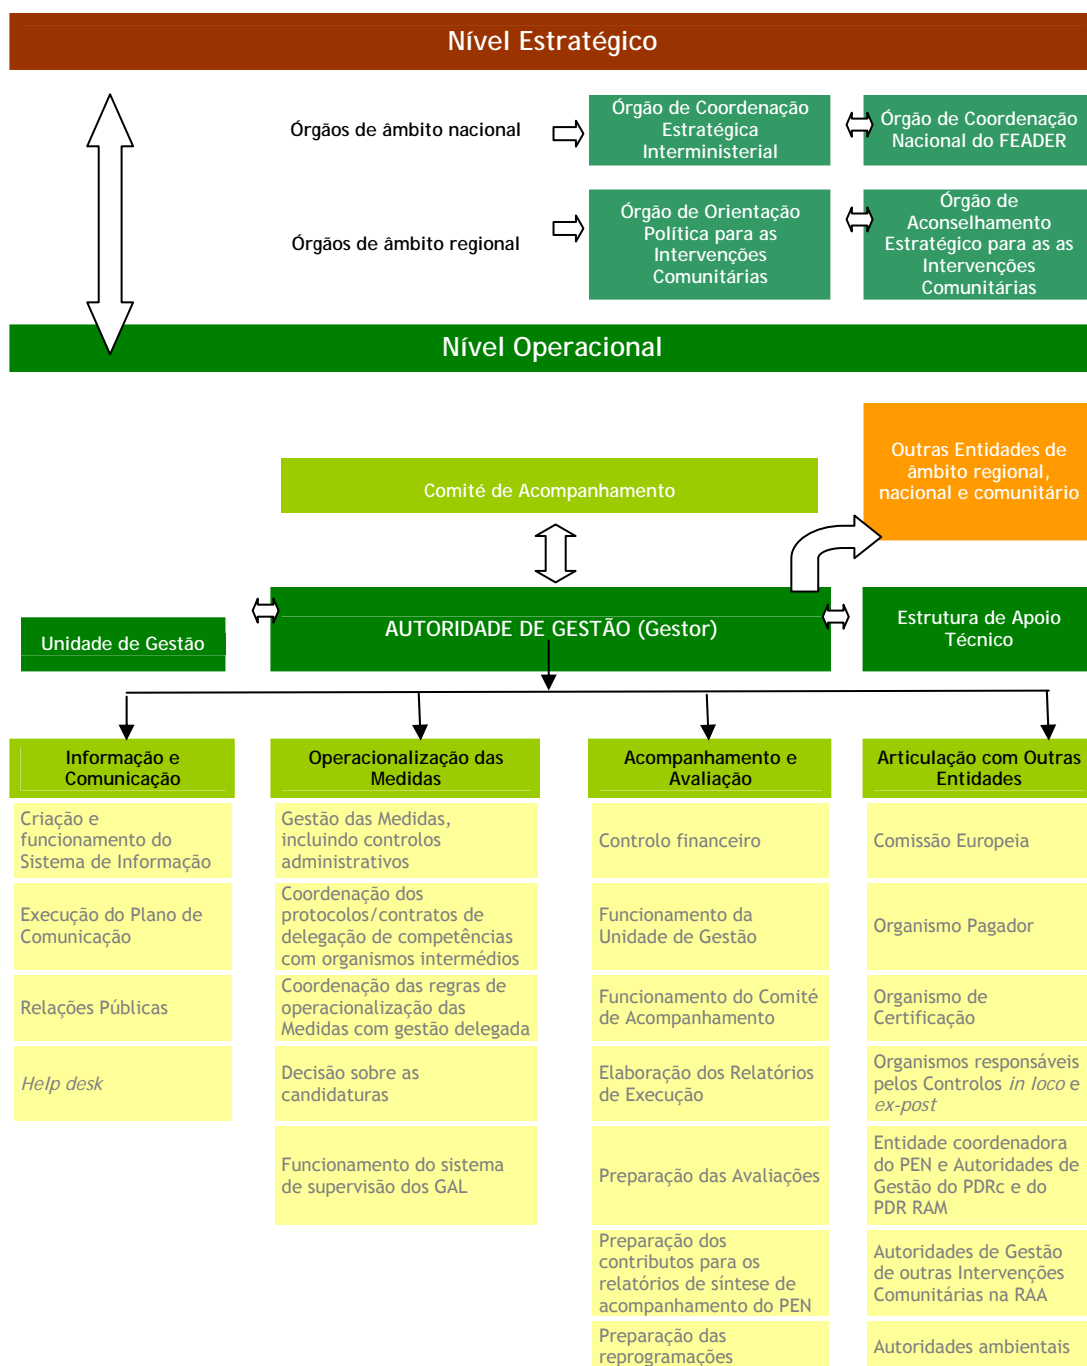 Nível Estratégico
Órgãos de âmbito nacional
Órgão de Coordenação
Estratégica
Interministerial
Órgão de Coordenação
Nacional do FEADER
Órgãos de âmbito regional
Órgão de Orientação
Política para as
Intervenções
Comunitárias
Órgão de
Aconselhamento
Estratégico para as as
Intervenções
Comunitárias
Nível Operacional
Outras Entidades de
âmbito regional,
nacional e comunitário
Comité de Acompanhamento
Unidade de Gestão
AUTORIDADE DE GESTÃO (Gestor)
Estrutura de Apoio
Técnico
Informação e
Comunicação
Criação e
funcionamento do
Sistema de Informação
Execução do Plano de
Comunicação
Relações Públicas
Help desk
Operacionalização das
Medidas
Gestão das Medidas,
incluindo controlos
administrativos
Coordenação dos
protocolos/contratos de
delegação de competências
com organismos intermédios
Coordenação das regras de
operacionalização das
Medidas com gestão delegada
Decisão sobre as
candidaturas
Funcionamento do sistema
de supervisão dos GAL
Acompanhamento e
Avaliação
Controlo financeiro
Funcionamento da
Unidade de Gestão
Funcionamento do Comité
de Acompanhamento
Elaboração dos Relatórios
de Execução
Preparação das Avaliações
Preparação dos
contributos para os
relatórios de síntese de
acompanhamento do PEN
Preparação das
reprogramações
Articulação com Outras
Entidades
Comissão Europeia
Organismo Pagador
Organismo de
Certificação
Organismos responsáveis
pelos Controlos in loco e
ex-post
Entidade coordenadora
do PEN e Autoridades de
Gestão do PDRc e do
PDR RAM
Autoridades de Gestão
de outras Intervenções
Comunitárias na RAA
Autoridades ambientais